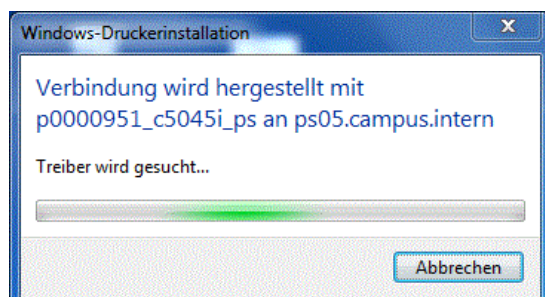 Windows-Druckerinstallation
Verbindung wird hergestellt mit
p0000951_c5045i_ps an ps05.campus.intern
Treiber wird gesucht...
Abbrechen